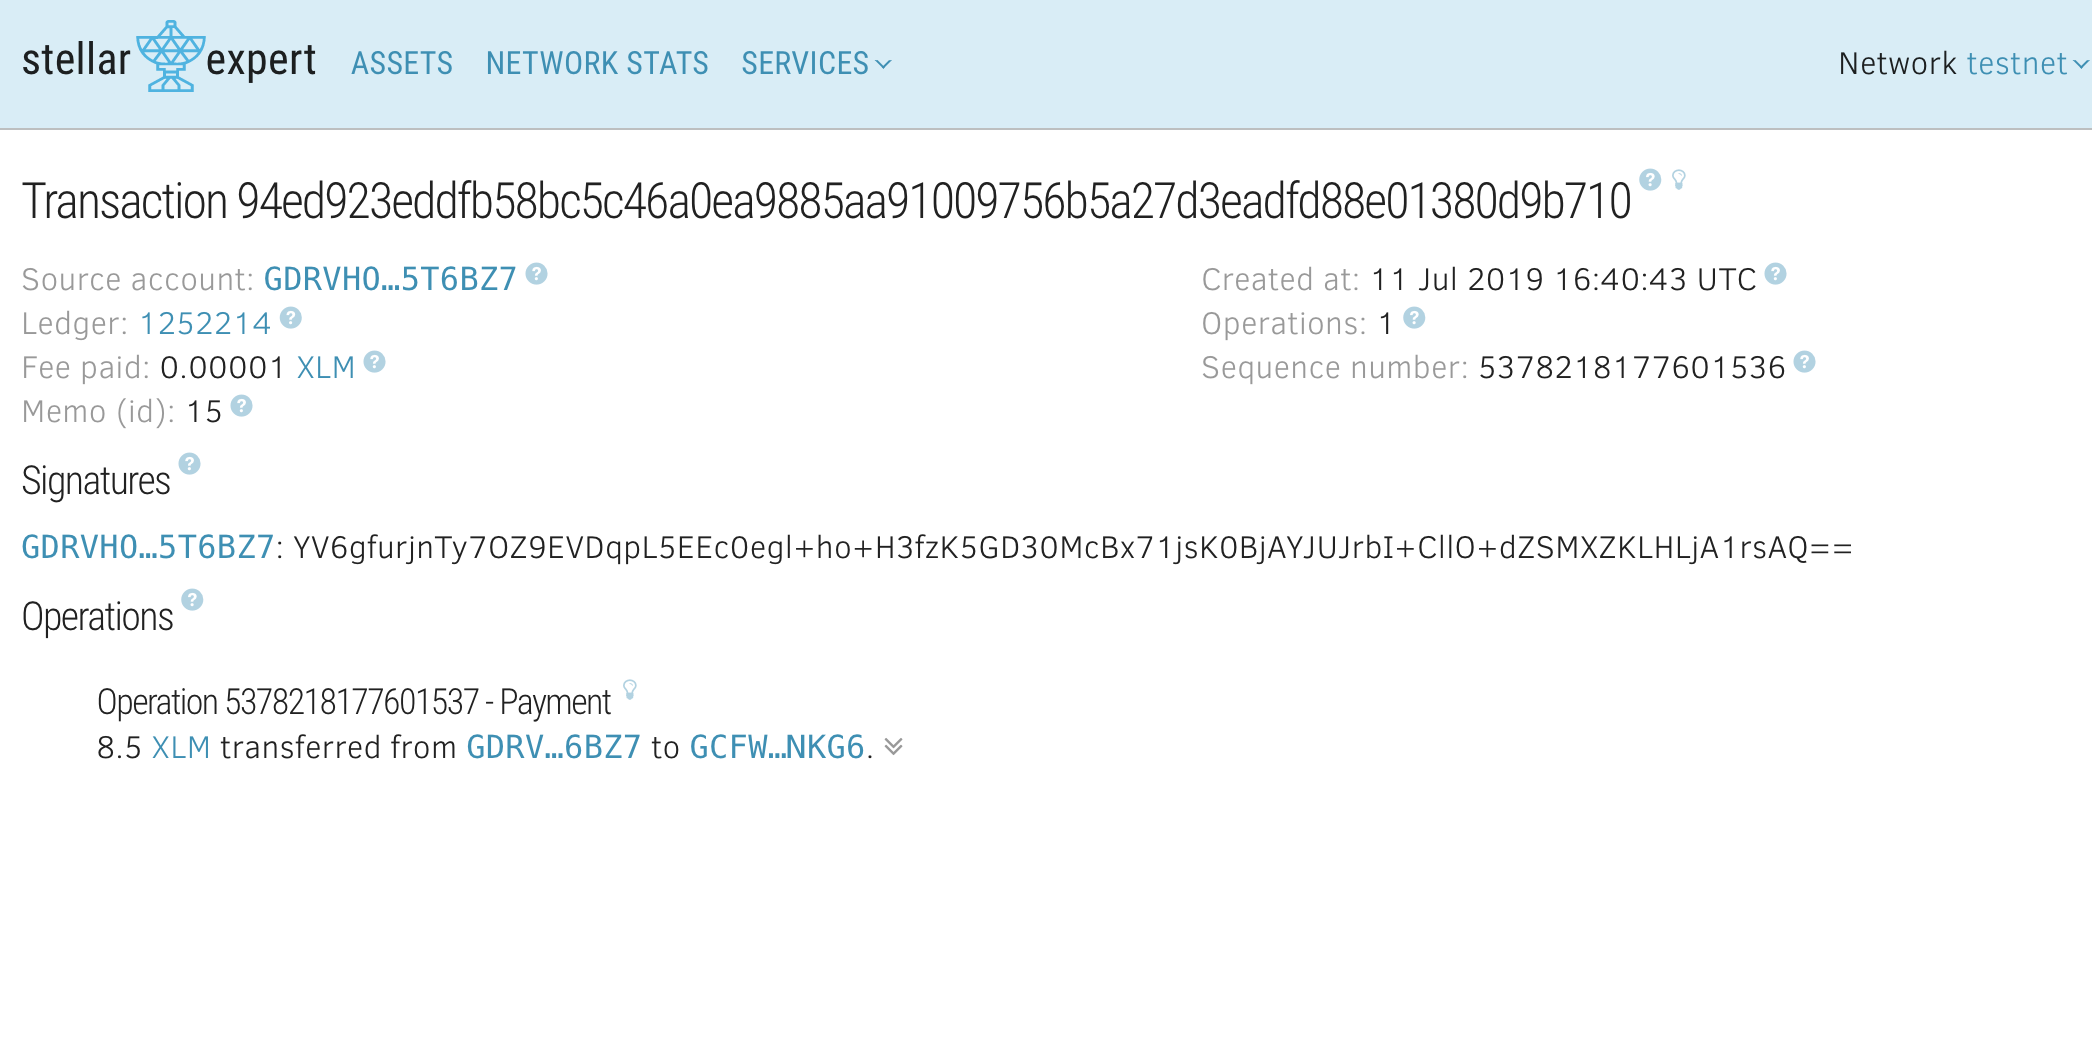 stellar expert ASSETS NETWORK STATS SERVICES Network testnet
Transaction 94ed923eddfb58bc5c46a0ea9885aa91009756b5a27d3eadfd88e01380d9b710
Source account: GDRVHO…5T6BZ7
Created at: 11 Jul 2019 16:40:43 UTC
Ledger: 1252214
Operations: 1
Fee paid: 0.00001 XLM
Sequence number: 5378218177601536
Memo (id): 15
Signatures
GDRVHO…5T6BZ7: YV6gfurjnTy7OZ9EVDqpL5EEc0egl+ho+H3fzK5GD30McBx71jsK0BjAYJUJrbI+CllO+dZSMXZKLHLjA1rsAQ==
Operations
Operation 5378218177601537 - Payment
8.5 XLM transferred from GDRV…6BZ7 to GCFW…NKG6.